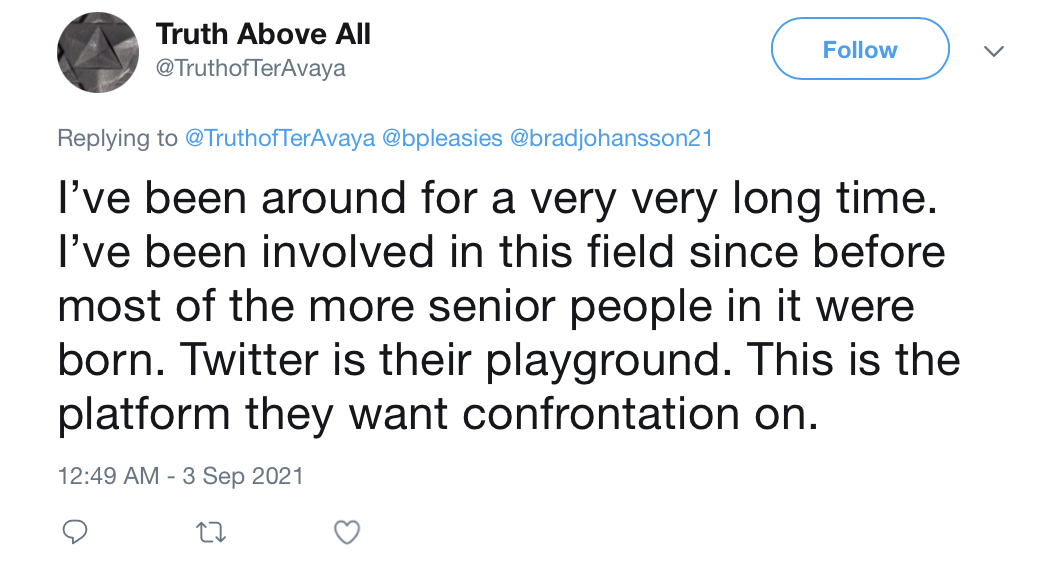 Truth Above All
@TruthofTerAvaya
Follow
Replying to @TruthofTerAvaya @bpleasies @bradjohansson21
I’ve been around for a very very long time.
I’ve been involved in this field since before
most of the more senior people in it were
born. Twitter is their playground. This is the
platform they want confrontation on.
12:49 AM - 3 Sep 2021